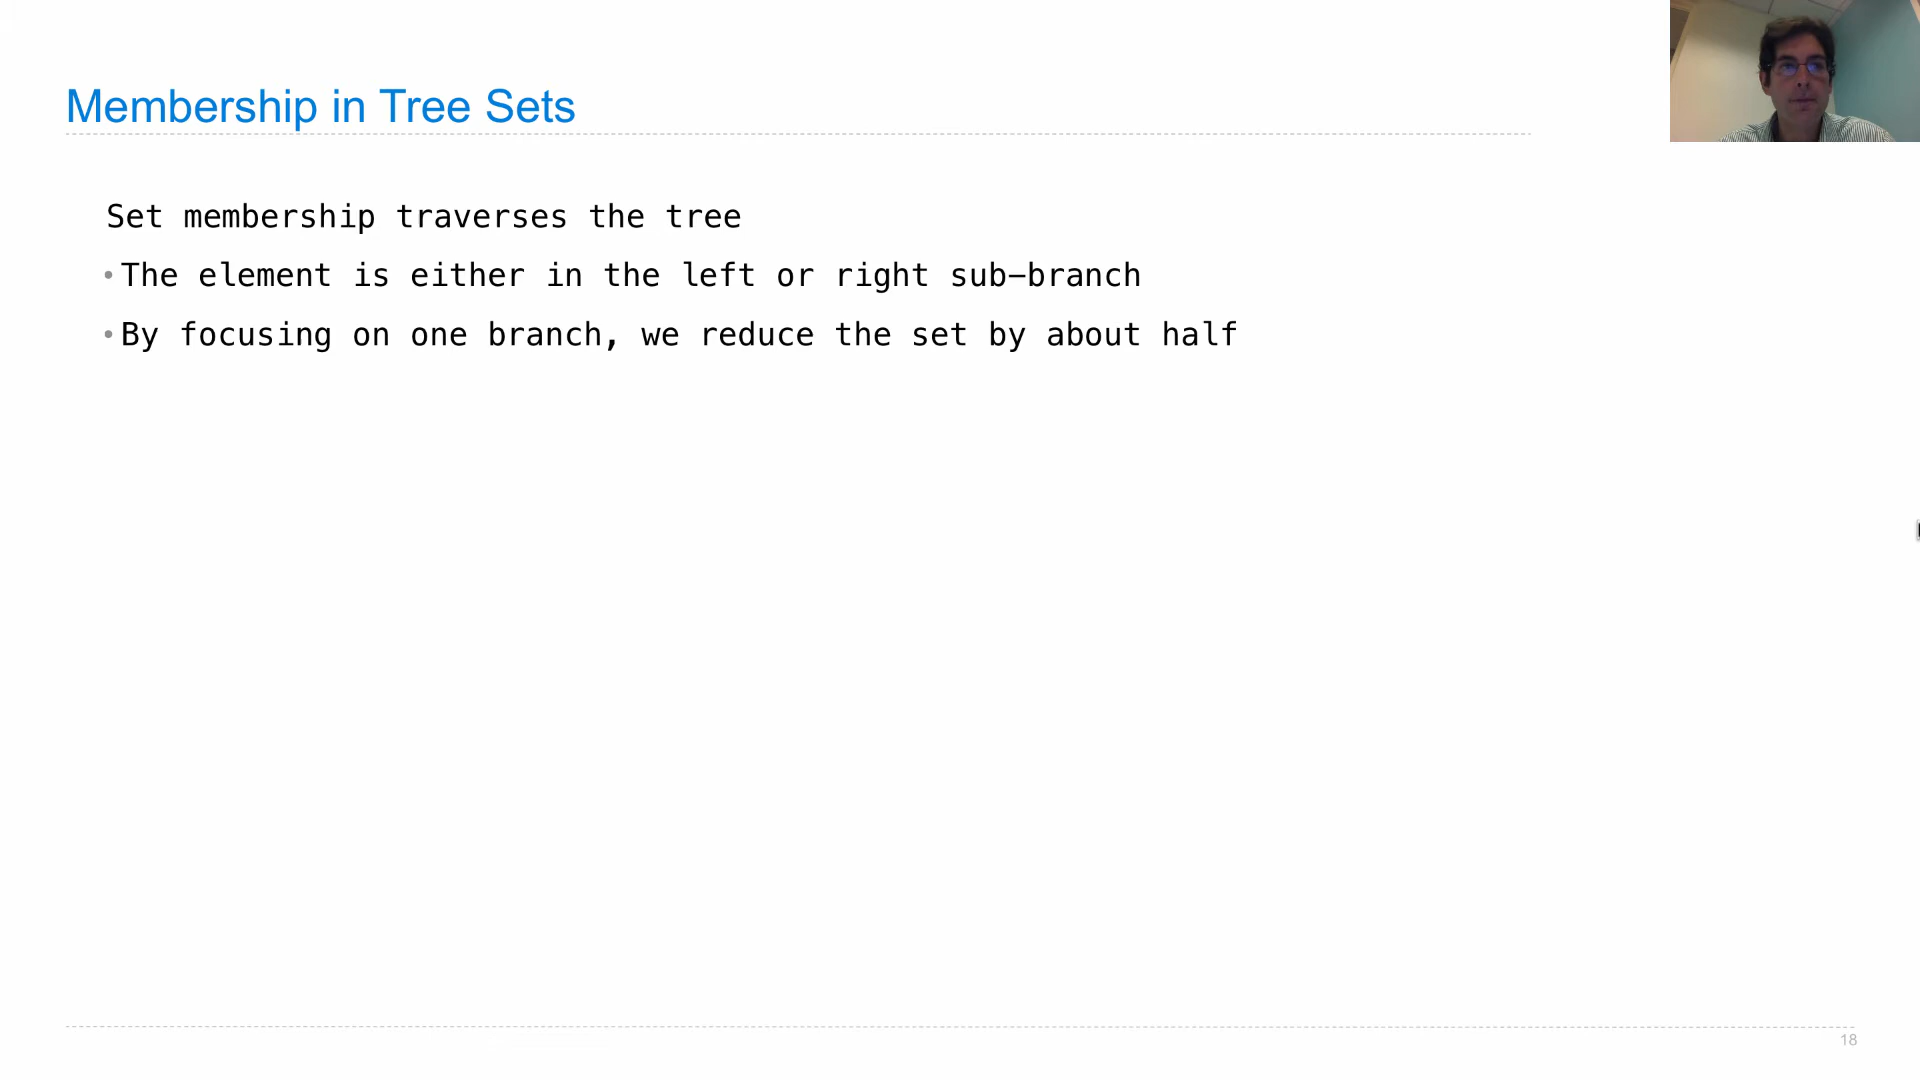 Membership in Tree Sets
Set membership traverses the tree
• The element is either in the left or right sub-branch
• By focusing on one branch, we reduce the set by about half
18